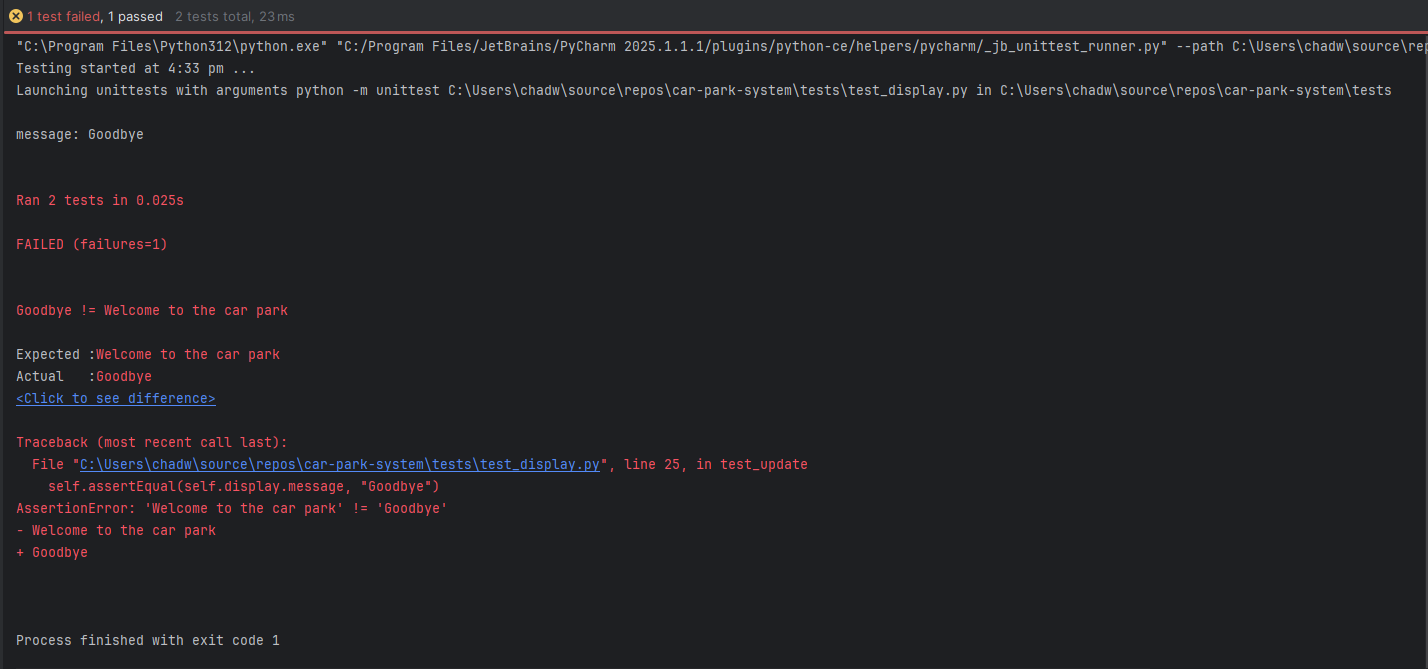 1 test failed, 1 passed 2 tests total, 23 ms
"C:\Program Files\Python312\python.exe" "C:/Program Files/JetBrains/PyCharm 2025.1.1.1/plugins/python-ce/helpers/pycharm/_jb_unittest_runner.py" --path C:\Users\chadw\source\rep
Testing started at 4:33 pm ...
Launching unittests with arguments python -m unittest C:\Users\chadw\source\repos\car-park-system\tests\test_display.py in C:\Users\chadw\source\repos\car-park-system\tests
message: Goodbye
Ran 2 tests in 0.025s
FAILED (failures=1)
Goodbye != Welcome to the car park
Expected :Welcome to the car park
Actual   :Goodbye
<Click to see difference>
Traceback (most recent call last):
  File "C:\Users\chadw\source\repos\car-park-system\tests\test_display.py", line 25, in test_update
    self.assertEqual(self.display.message, "Goodbye")
AssertionError: 'Welcome to the car park' != 'Goodbye'
- Welcome to the car park
+ Goodbye
Process finished with exit code 1